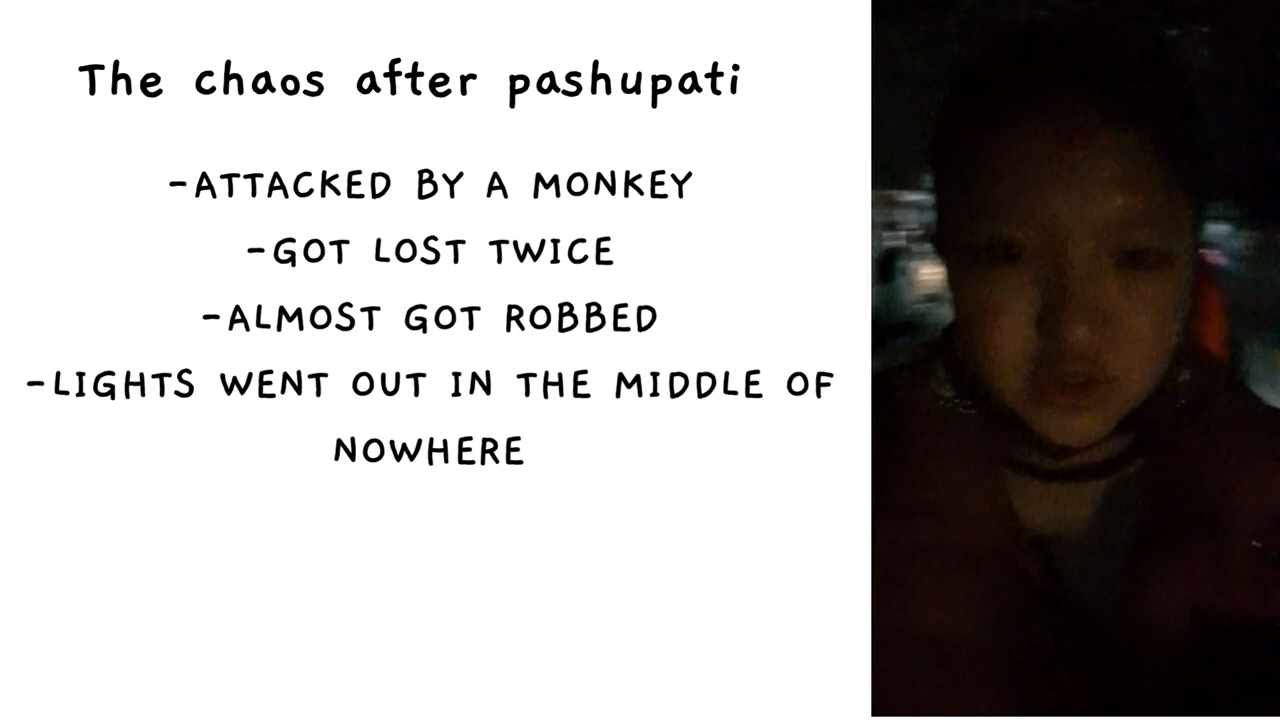 The chaos after pashupati
-ATTACKED BY A MONKEY
-GOT LOST TWICE
-ALMOST GOT ROBBED
-LIGHTS WENT OUT IN THE MIDDLE OF
NOWHERE